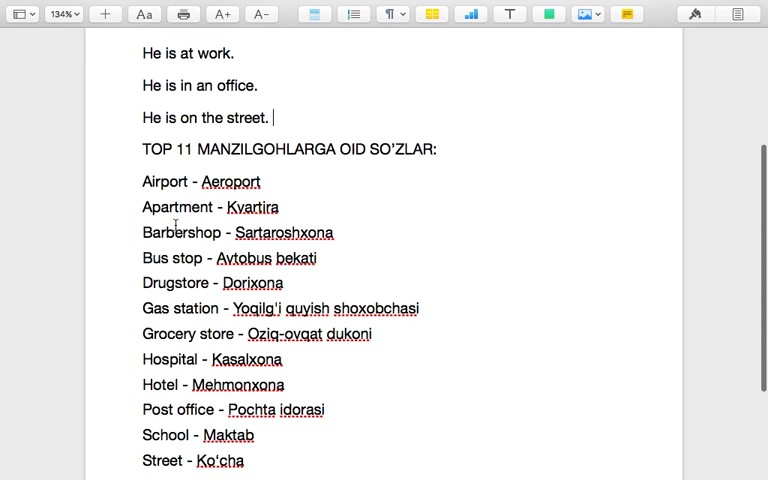 134%
Aa
A+
A-
T
He is at work.
He is in an office.
He is on the street.
TOP 11 MANZILGOHLARGA OID SO’ZLAR:
Airport - Aeroport
Apartment - Kvartira
Barbershop - Sartaroshxona
Bus stop - Avtobus bekati
Drugstore - Dorixona
Gas station - Yoqilg'i quyish shoxobchasi
Grocery store - Oziq-ovqat dukoni
Hospital - Kasalxona
Hotel - Mehmonxona
Post office - Pochta idorasi
School - Maktab
Street - Ko‘cha